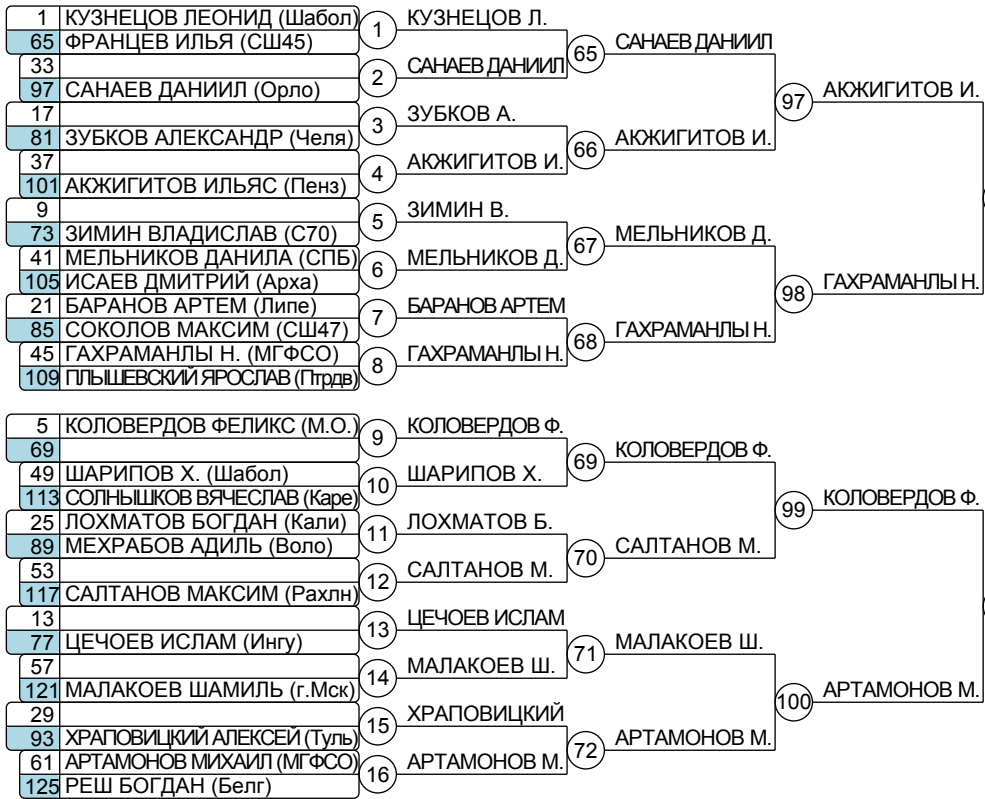 1 КУЗНЕЦОВ ЛЕОНИД (Шабол) 1 КУЗНЕЦОВ Л.
65 ФРАНЦЕВ ИЛЬЯ (СШ45) 65 САНАЕВ ДАНИИЛ
33 2 САНАЕВ ДАНИИЛ
97 САНАЕВ ДАНИИЛ (Орло) 97 АКЖИГИТОВ И.
17 3 ЗУБКОВ А.
81 ЗУБКОВ АЛЕКСАНДР (Челя) 66 АКЖИГИТОВ И.
37 4 АКЖИГИТОВ И.
101 АКЖИГИТОВ ИЛЬЯС (Пенз)
9 5 ЗИМИН В.
73 ЗИМИН ВЛАДИСЛАВ (С70) 67 МЕЛЬНИКОВ Д.
41 МЕЛЬНИКОВ ДАНИЛА (СПБ) 6 МЕЛЬНИКОВ Д.
105 ИСАЕВ ДМИТРИЙ (Арха) 98 ГАХРАМАНЛЫ Н.
21 БАРАНОВ АРТЕМ (Липе) 7 БАРАНОВ АРТЕМ
85 СОКОЛОВ МАКСИМ (СШ47) 68 ГАХРАМАНЛЫ Н.
45 ГАХРАМАНЛЫ Н. (МГФСО) 8 ГАХРАМАНЛЫ Н.
109 ПЛЫШЕВСКИЙ ЯРОСЛАВ (Птрдв)
5 КОЛОВЕРДОВ ФЕЛИКС (М.О.) 9 КОЛОВЕРДОВ Ф.
69 69 КОЛОВЕРДОВ Ф.
49 ШАРИПОВ Х. (Шабол) 10 ШАРИПОВ Х.
113 СОЛНЫШКОВ ВЯЧЕСЛАВ (Каре) 99 КОЛОВЕРДОВ Ф.
25 ЛОХМАТОВ БОГДАН (Кали) 11 ЛОХМАТОВ Б.
89 МЕХРАБОВ АДИЛЬ (Воло) 70 САЛТАНОВ М.
53 12 САЛТАНОВ М.
117 САЛТАНОВ МАКСИМ (Рахлн)
13 13 ЦЕЧОЕВ ИСЛАМ
77 ЦЕЧОЕВ ИСЛАМ (Ингу) 71 МАЛАКОЕВ Ш.
57 14 МАЛАКОЕВ Ш.
121 МАЛАКОЕВ ШАМИЛЬ (г.Мск) 100 АРТАМОНОВ М.
29 15 ХРАПОВИЦКИЙ
93 ХРАПОВИЦКИЙ АЛЕКСЕЙ (Туль) 72 АРТАМОНОВ М.
61 АРТАМОНОВ МИХАИЛ (МГФСО) 16 АРТАМОНОВ М.
125 РЕШ БОГДАН (Белг)